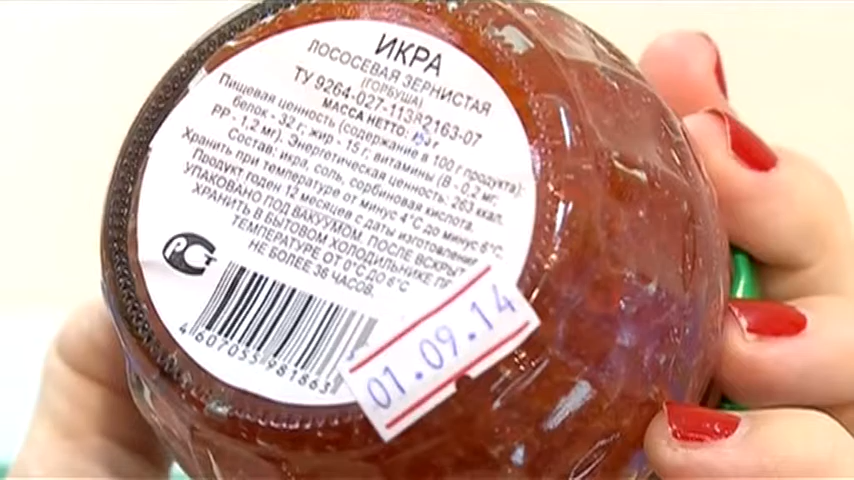 ИКРА
ЛОСОСЕВАЯ ЗЕРНИСТАЯ
(ГОРБУША)
ТУ 9264-027-11382163-07
МАССА НЕТТО: г
Пищевая ценность (содержание в 100 г продукта):
белок - 32 г; жир - 15 г; витамины (В - 0,2 мг;
РР - 1,2 мг). Энергетическая ценность: 263 ккал.
Состав: икра, соль, сорбиновая кислота.
Хранить при температуре от минус 4°С до минус 6°С.
Продукт годен 12 месяцев с даты изготовления
УПАКОВАНО ПОД ВАКУУМОМ. ПОСЛЕ ВСКРЫТ
ХРАНИТЬ В БЫТОВОМ ХОЛОДИЛЬНИКЕ ПР
ТЕМПЕРАТУРЕ ОТ 0°С ДО 6°С
НЕ БОЛЕЕ 36 ЧАСОВ.
РСТ
4 607055 981863
01.09.14